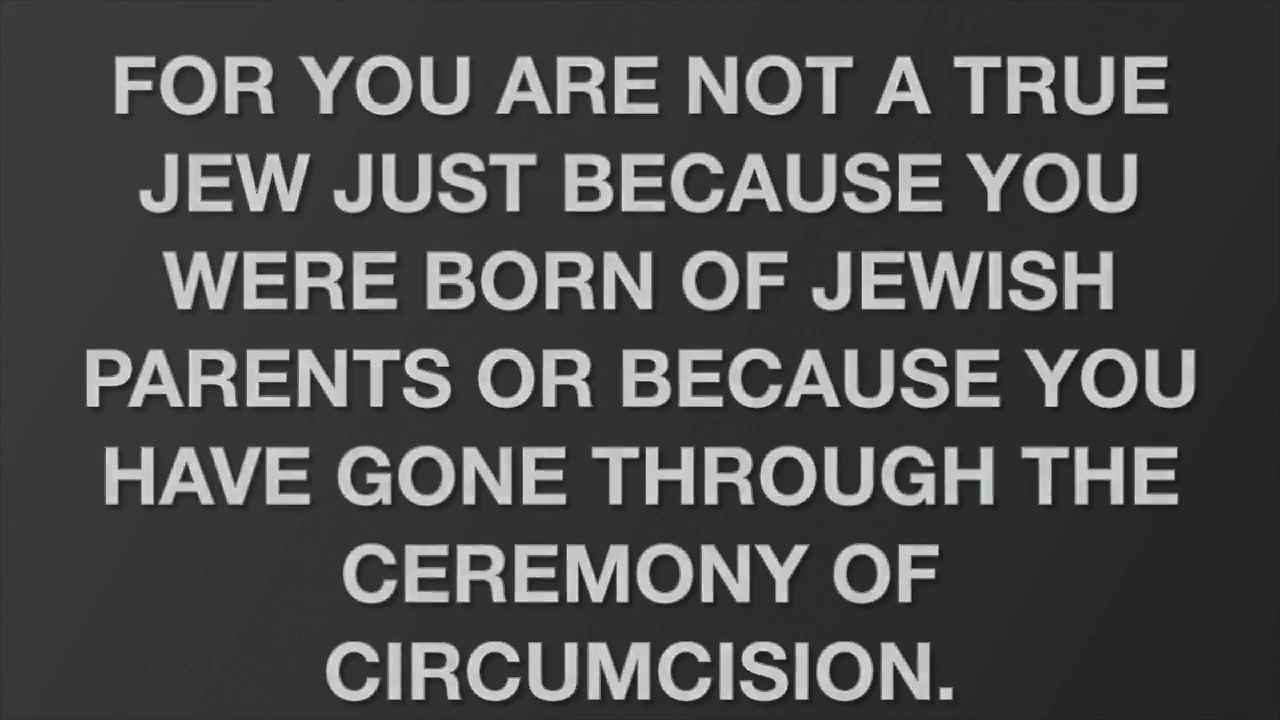 FOR YOU ARE NOT A TRUE
JEW JUST BECAUSE YOU
WERE BORN OF JEWISH
PARENTS OR BECAUSE YOU
HAVE GONE THROUGH THE
CEREMONY OF
CIRCUMCISION.